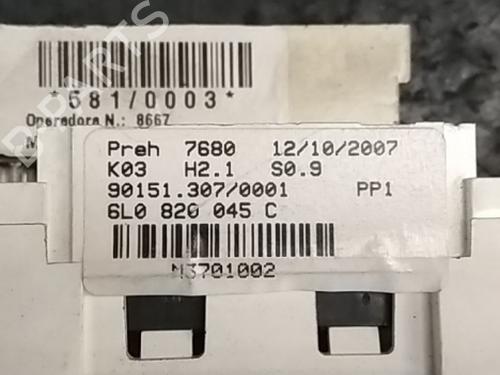 *581/0003*
Operadora N.: 8667
M
Preh 7680 12/10/2007
K03 H2.1 S0.9
90151.307/0001 PP1
6L0 820 045 C
M3701002
B-PARTS